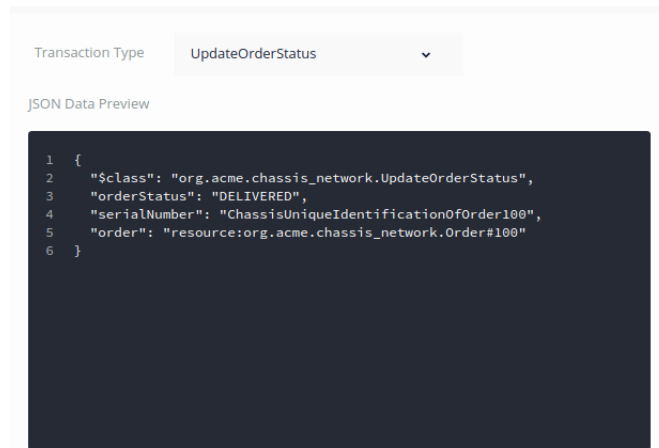 Transaction Type UpdateOrderStatus
JSON Data Preview
1 {
2 "$class": "org.acme.chassis_network.UpdateOrderStatus",
3 "orderStatus": "DELIVERED",
4 "serialNumber": "ChassisUniqueIdentificationOfOrder100",
5 "order": "resource:org.acme.chassis_network.Order#100"
6 }